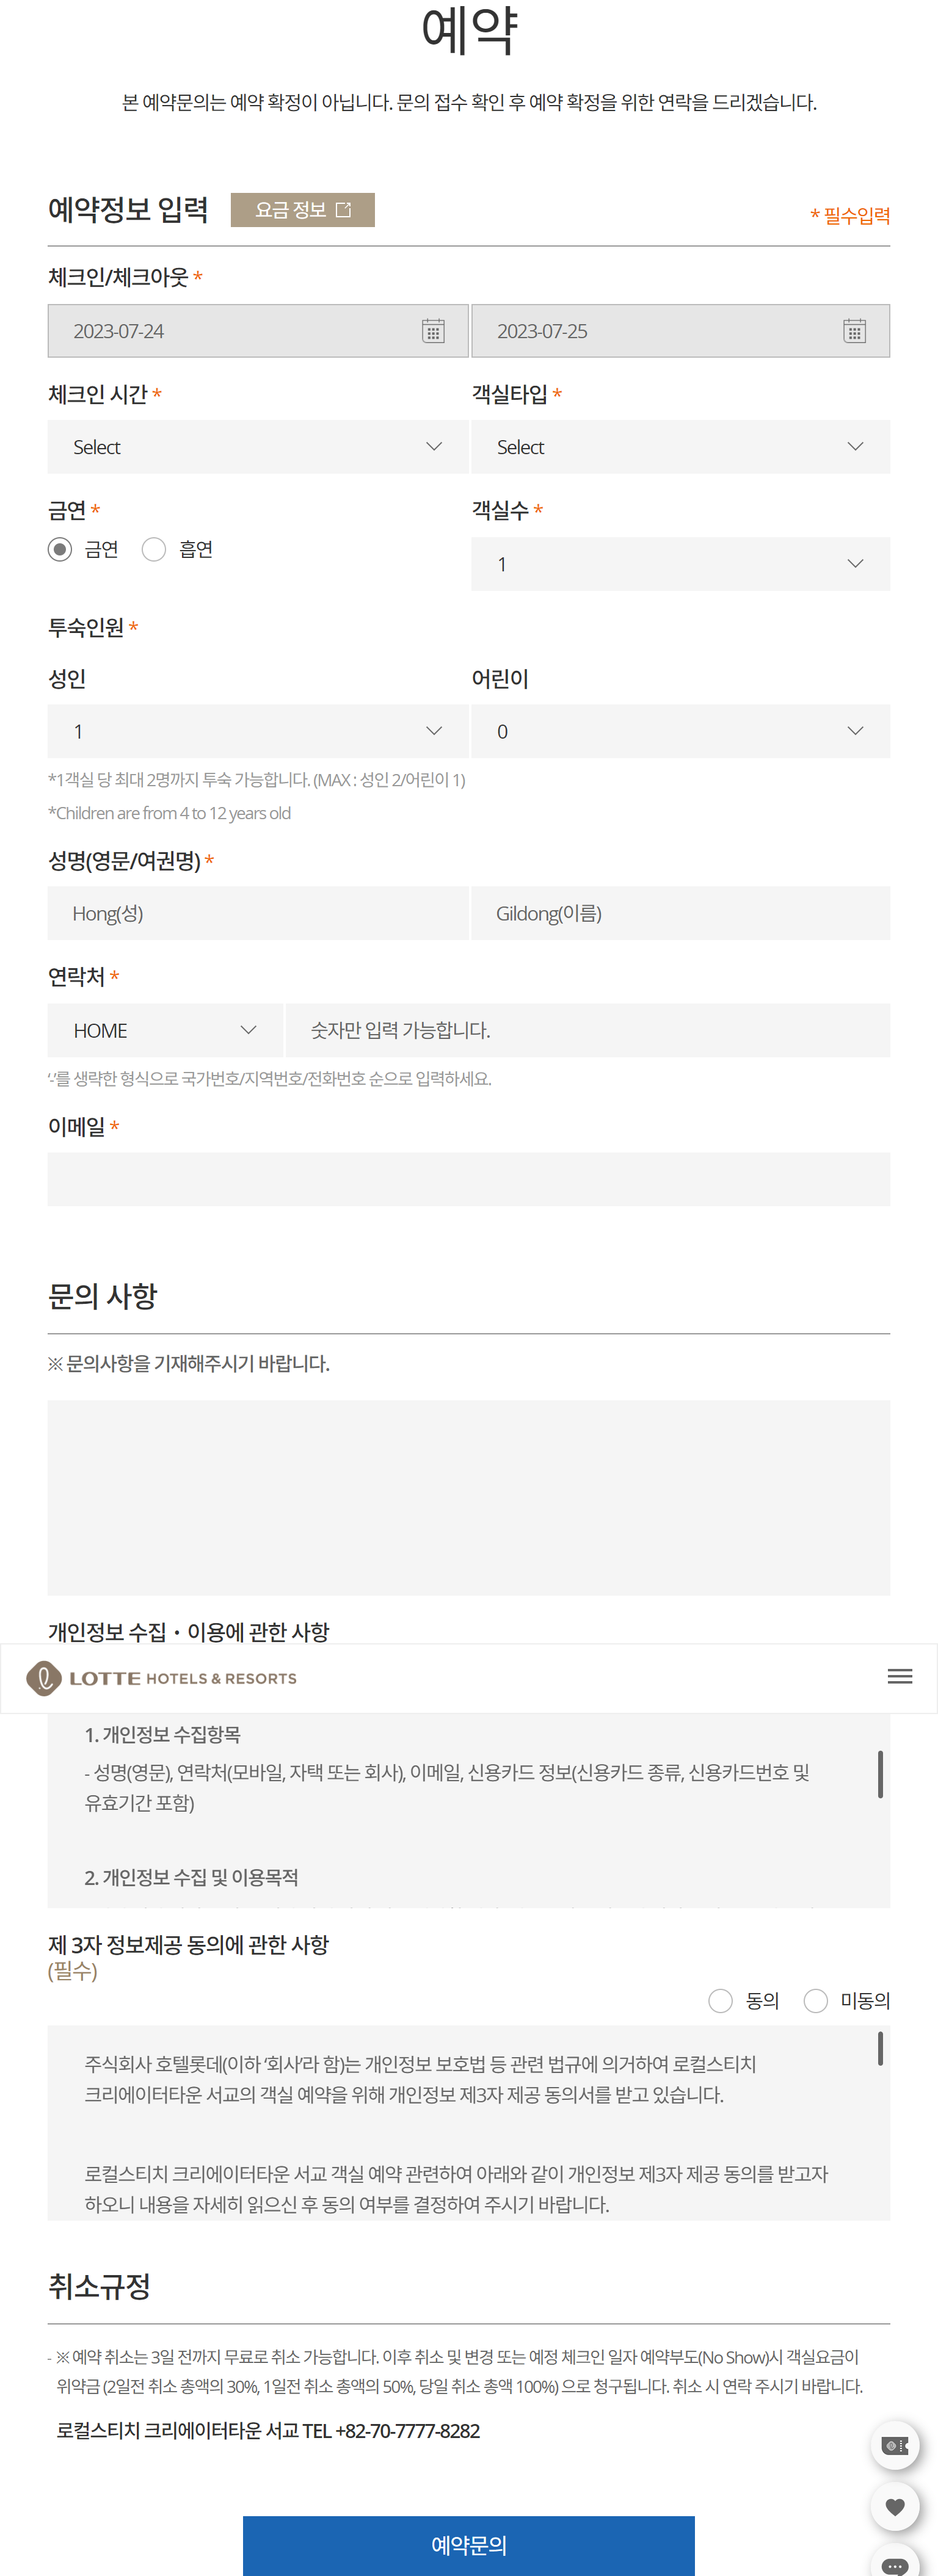 예약
본 예약문의는 예약 확정이 아닙니다. 문의 접수 확인 후 예약 확정을 위한 연락을 드리겠습니다.
예약정보 입력
요금 정보
* 필수입력
체크인/체크아웃 *
2023-07-24
2023-07-25
체크인 시간 *
객실타입 *
Select
Select
금연 *
객실수 *
금연
흡연
1
투숙인원 *
성인
어린이
1
0
*1객실 당 최대 2명까지 투숙 가능합니다. (MAX : 성인 2/어린이 1)
*Children are from 4 to 12 years old
성명(영문/여권명) *
Hong(성)
Gildong(이름)
연락처 *
HOME
숫자만 입력 가능합니다.
‘-’를 생략한 형식으로 국가번호/지역번호/전화번호 순으로 입력하세요.
이메일 *
문의 사항
※ 문의사항을 기재해주시기 바랍니다.
개인정보 수집 · 이용에 관한 사항
LOTTE HOTELS & RESORTS
1. 개인정보 수집항목
- 성명(영문), 연락처(모바일, 자택 또는 회사), 이메일, 신용카드 정보(신용카드 종류, 신용카드번호 및
유효기간 포함)
2. 개인정보 수집 및 이용목적
제 3자 정보제공 동의에 관한 사항
(필수)
동의
미동의
주식회사 호텔롯데(이하 ‘회사’라 함)는 개인정보 보호법 등 관련 법규에 의거하여 로컬스티치
크리에이터타운 서교의 객실 예약을 위해 개인정보 제3자 제공 동의서를 받고 있습니다.
로컬스티치 크리에이터타운 서교 객실 예약 관련하여 아래와 같이 개인정보 제3자 제공 동의를 받고자
하오니 내용을 자세히 읽으신 후 동의 여부를 결정하여 주시기 바랍니다.
취소규정
- ※ 예약 취소는 3일 전까지 무료로 취소 가능합니다. 이후 취소 및 변경 또는 예정 체크인 일자 예약부도(No Show)시 객실요금이
위약금 (2일전 취소 총액의 30%, 1일전 취소 총액의 50%, 당일 취소 총액 100%) 으로 청구됩니다. 취소 시 연락 주시기 바랍니다.
로컬스티치 크리에이터타운 서교 TEL +82-70-7777-8282
예약문의